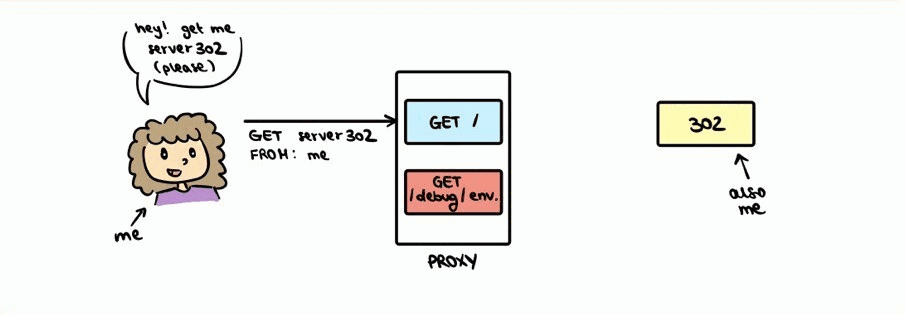 hey! get me
server 302
(please)
GET server 302
FROM: me
me
GET /
GET
/debug/env.
PROXY
302
also
me